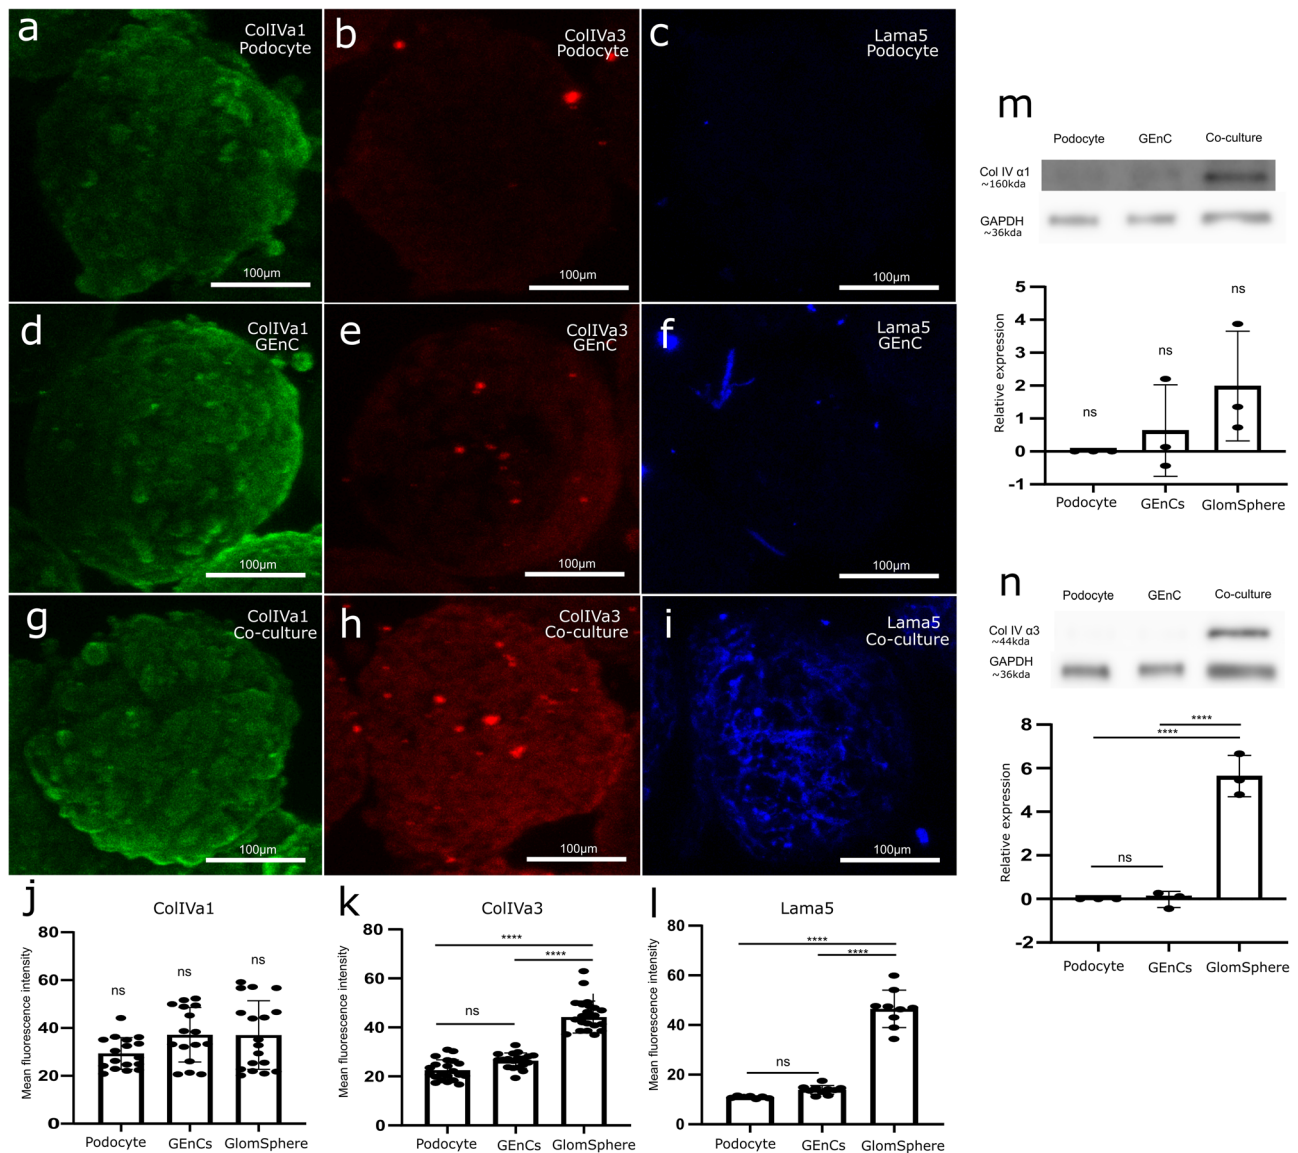 a
ColIVa1
Podocyte
100µm
b
ColIVa3
Podocyte
100µm
c
Lama5
Podocyte
100µm
d
ColIVa1
GEnC
100µm
e
ColIVa3
GEnC
100µm
f
Lama5
GEnC
100µm
g
ColIVa1
Co-culture
100µm
h
ColIVa3
Co-culture
100µm
i
Lama5
Co-culture
100µm
j
ColIVa1
Mean fluorescence intensity
80
60
40
20
0
ns
ns
ns
Podocyte GEnCs GlomSphere
k
ColIVa3
Mean fluorescence intensity
80
60
40
20
0
****
****
ns
Podocyte GEnCs GlomSphere
l
Lama5
Mean fluorescence intensity
80
60
40
20
0
****
****
ns
Podocyte GEnCs GlomSphere
m
Podocyte GEnC Co-culture
Col IV α1
~160kda
GAPDH
~36kda
Relative expression
5
4
3
2
1
0
-1
ns
ns
ns
Podocyte GEnCs GlomSphere
n
Podocyte GEnC Co-culture
Col IV α3
~44kda
GAPDH
~36kda
Relative expression
8
6
4
2
0
-2
****
****
ns
Podocyte GEnCs GlomSphere